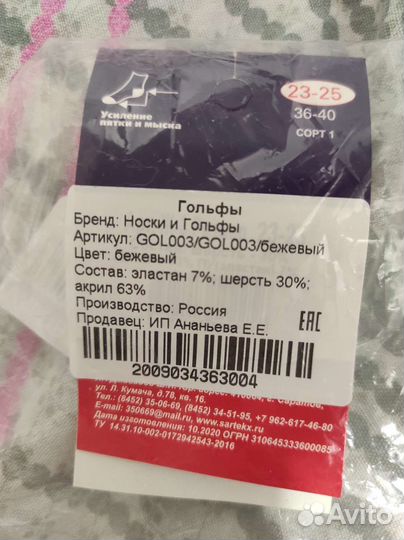 23-25
36-40
СОРТ 1
Усиление
пятки и мыска
Гольфы
Бренд: Носки и Гольфы
Артикул: GOL003/GOL003/бежевый
Цвет: бежевый
Состав: эластан 7%; шерсть 30%;
акрил 63%
Производство: Россия
Продавец: ИП Ананьева Е.Е.
EAC
2009034363004
ул. Л. Кумача, д.78, кв. 16.
Тел.: (8452) 35-06-69, (8452) 34-51-95, +7 962-617-46-80
E-mail: 350669@mail.ru, www.sartekx.ru
Дата изготовления: 10.2020 ОГРН 310645333600085
ТУ 14.31.10-002-0172942543-2016
Avito